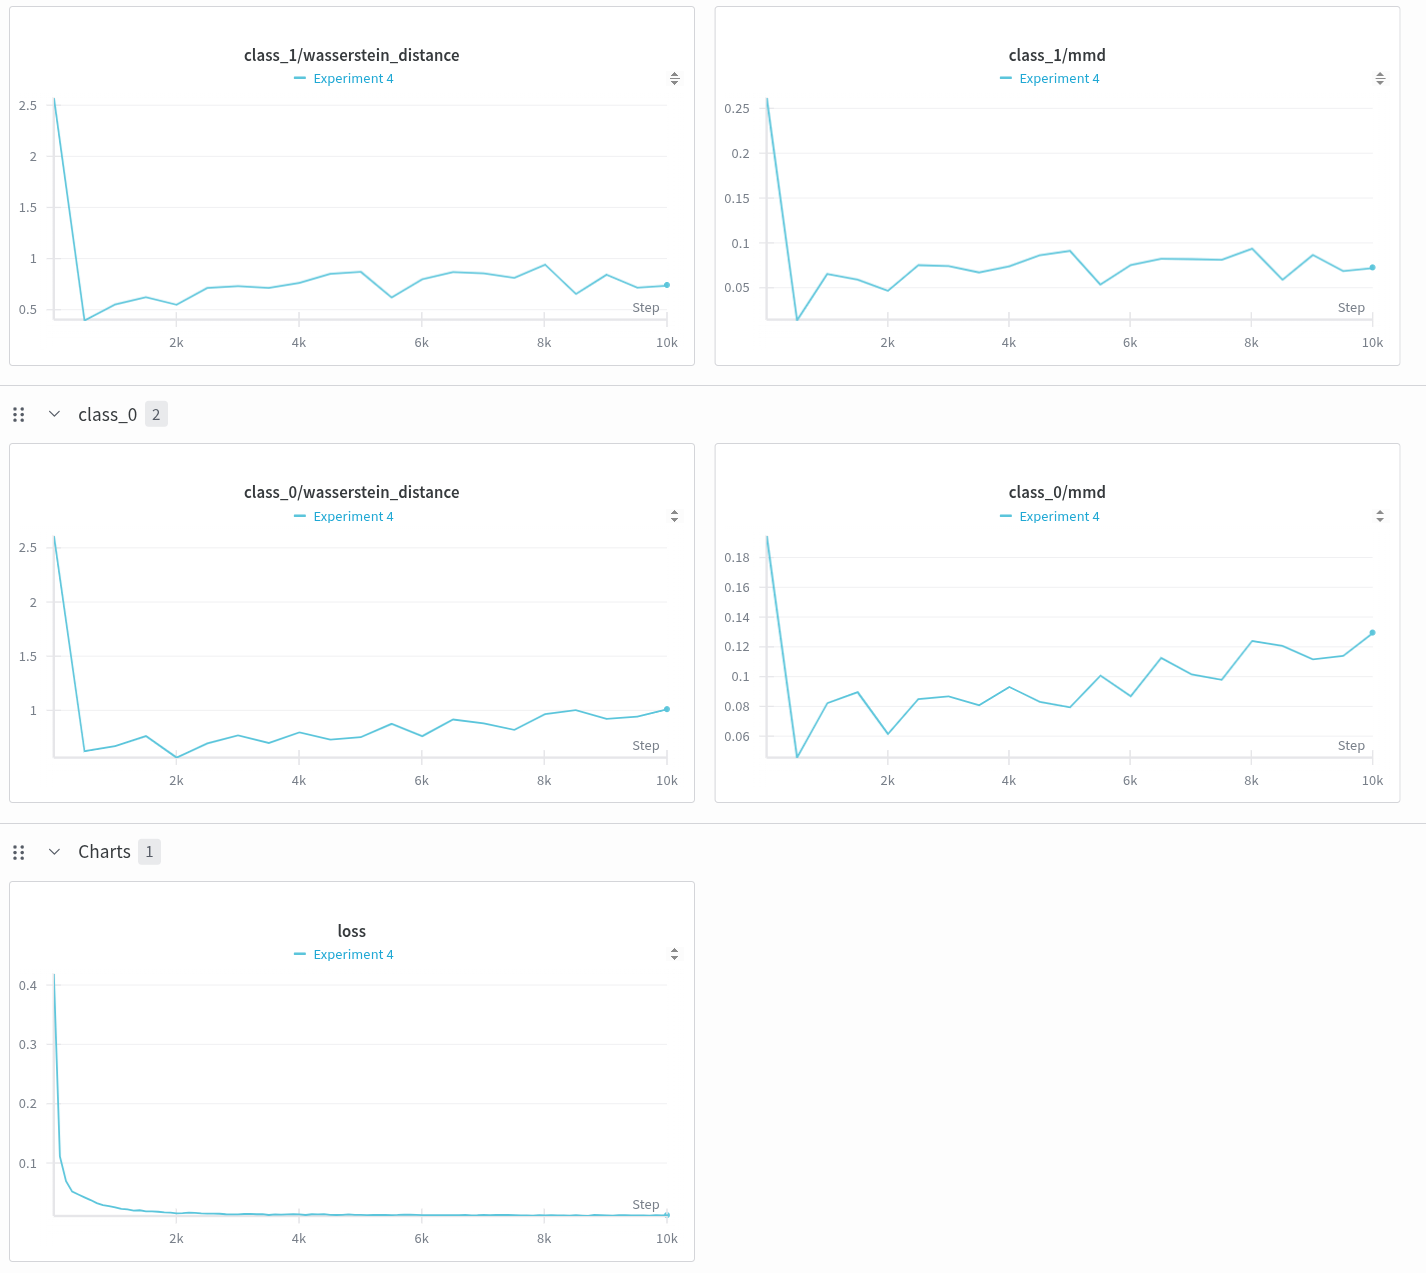 class_1/wasserstein_distance
Experiment 4
2.5
2
1.5
1
0.5
Step
2k
4k
6k
8k
10k
class_1/mmd
Experiment 4
0.25
0.2
0.15
0.1
0.05
Step
2k
4k
6k
8k
10k
class_0 2
class_0/wasserstein_distance
Experiment 4
2.5
2
1.5
1
Step
2k
4k
6k
8k
10k
class_0/mmd
Experiment 4
0.18
0.16
0.14
0.12
0.1
0.08
0.06
Step
2k
4k
6k
8k
10k
Charts 1
loss
Experiment 4
0.4
0.3
0.2
0.1
Step
2k
4k
6k
8k
10k